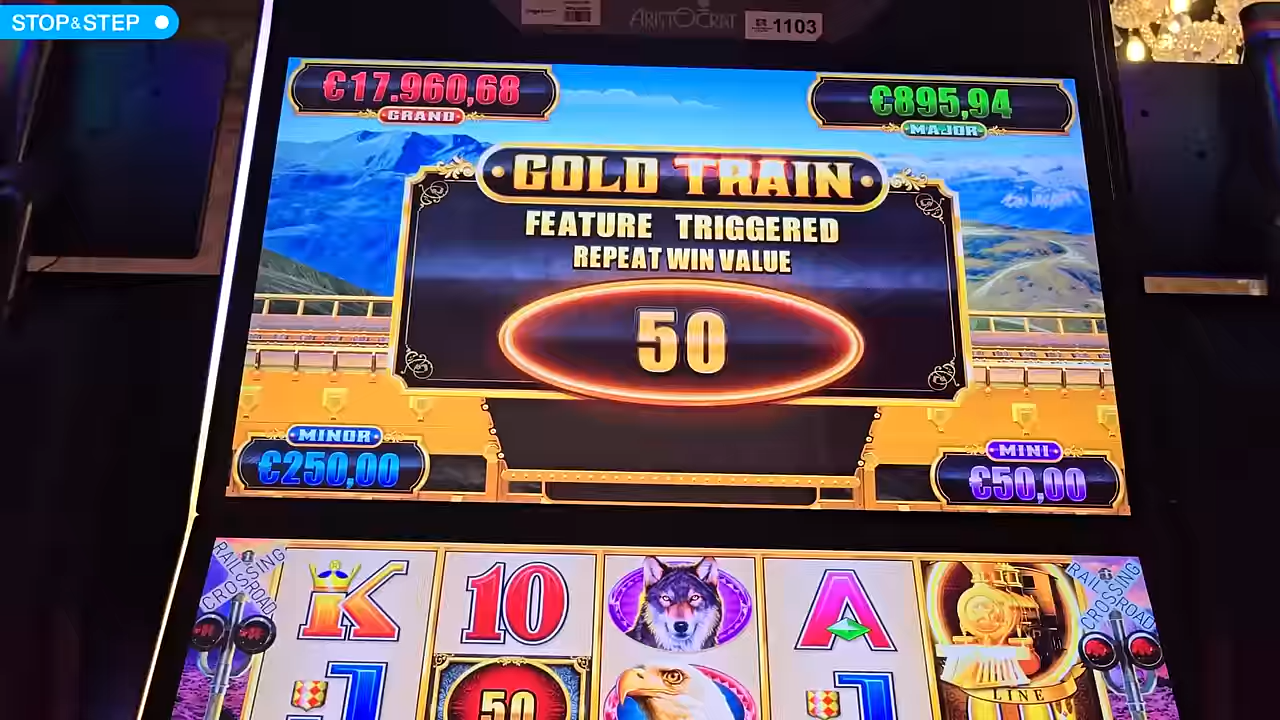 STOP&STEP
ARISTOCRAT
1103
€17.960,68
GRAND
€895,94
MAJOR
GOLD TRAIN
FEATURE TRIGGERED
REPEAT WIN VALUE
50
MINOR
€250,00
MINI
€50,00
RAILROAD CROSSING
K
10
A
LINE
RAILROAD CROSSING
J
50
J